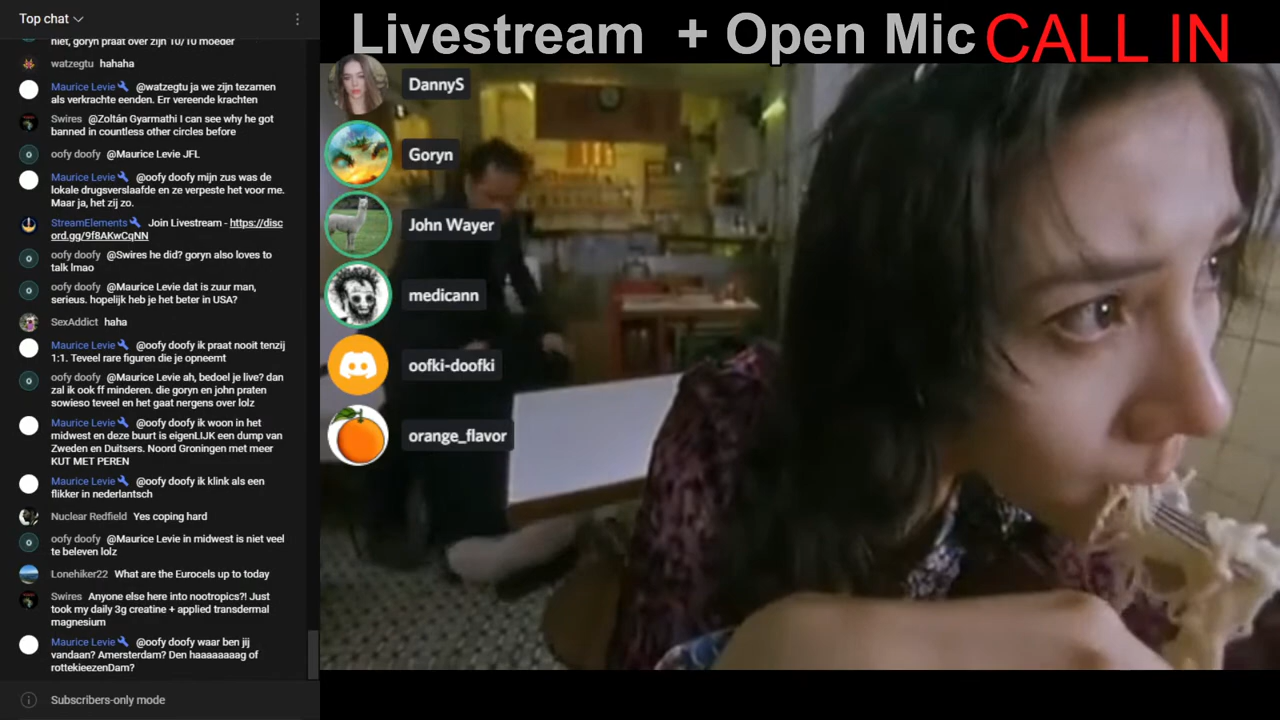 Top chat
niet, goryn praat over zijn 10/10 moeder
watzegtu hahaha
Maurice Levie @watzegtu ja we zijn tezamen
als verkrachte eenden. Err vereende krachten
Swires @Zoltán Gyarmathi I can see why he got
banned in countless other circles before
oofy doofy @Maurice Levie JFL
Maurice Levie @oofy doofy mijn zus was de
lokale drugsverslaafde en ze verpeste het voor me.
Maar ja, het zij zo.
StreamElements Join Livestream - https://disc
ord.gg/9f8AKwCqNN
oofy doofy @Swires he did? goryn also loves to
talk lmao
oofy doofy @Maurice Levie dat is zuur man,
serieus. hopelijk heb je het beter in USA?
SexAddict haha
Maurice Levie @oofy doofy ik praat nooit tenzij
1:1. Teveel rare figuren die je opneemt
oofy doofy @Maurice Levie ah, bedoel je live? dan
zal ik ook ff minderen. die goryn en john praten
sowieso teveel en het gaat nergens over lolz
Maurice Levie @oofy doofy ik woon in het
midwest en deze buurt is eigenLIJK een dump van
Zweden en Duitsers. Noord Groningen met meer
KUT MET PEREN
Maurice Levie @oofy doofy ik klink als een
flikker in nederlantsch
Nuclear Redfield Yes coping hard
oofy doofy @Maurice Levie in midwest is niet veel
te beleven lolz
Lonehiker22 What are the Eurocels up to today
Swires Anyone else here into nootropics?! Just
took my daily 3g creatine + applied transdermal
magnesium
Maurice Levie @oofy doofy waar ben jij
vandaan? Amersterdam? Den haaaaaaaag of
rottekieezenDam?
Subscribers-only mode
Livestream + Open Mic CALL IN
DannyS
Goryn
John Wayer
medicann
oofki-doofki
orange_flavor